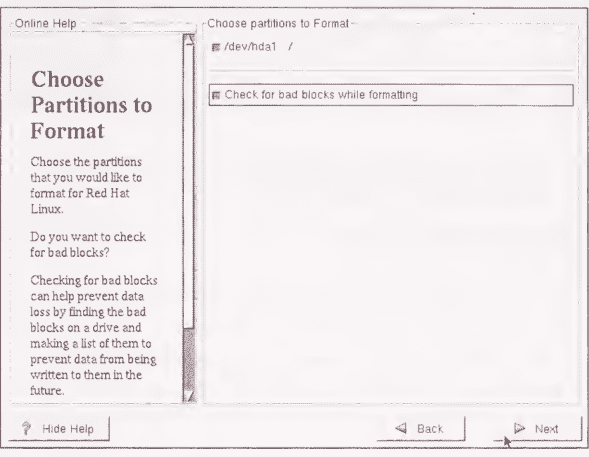 Online Help
Choose
Partitions to
Format
Choose the partitions
that you would like to
format for Red Hat
Linux.
Do you want to check
for bad blocks?
Checking for bad blocks
can help prevent data
loss by finding the bad
blocks on a drive and
making a list of them to
prevent data from being
written to them in the
future.
Choose partitions to Format
/dev/hda1 /
Check for bad blocks while formatting
? Hide Help
Back
Next